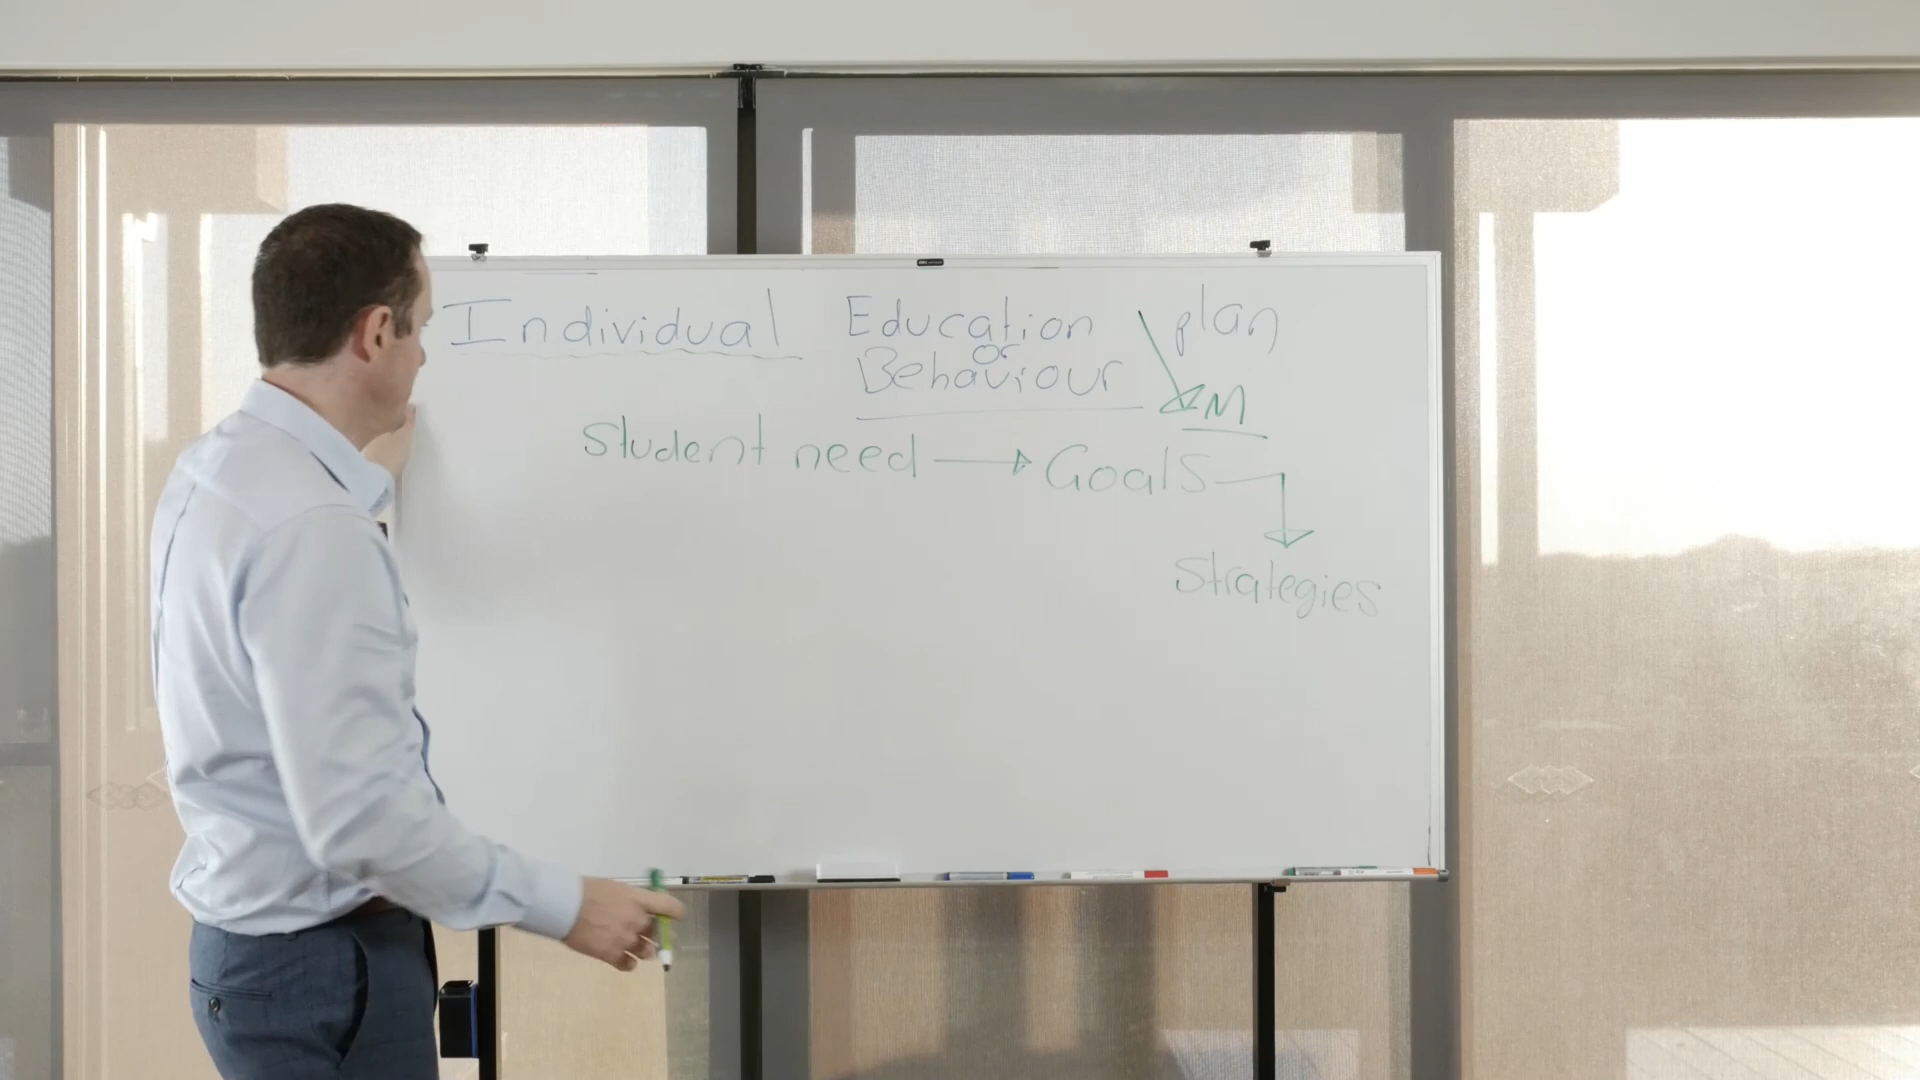 Individual Education plan
or
Behaviour
M
Student need → Goals
Strategies